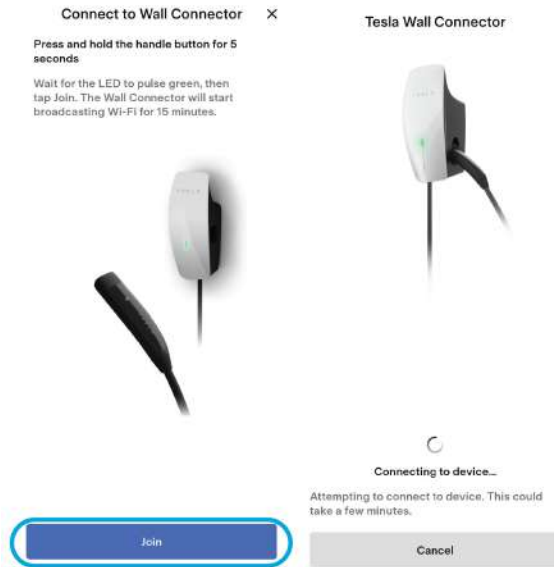 Connect to Wall Connector
Press and hold the handle button for 5
seconds
Wait for the LED to pulse green, then
tap Join. The Wall Connector will start
broadcasting Wi-Fi for 15 minutes.
TESLA
Join
Tesla Wall Connector
TESLA
Connecting to device...
Attempting to connect to device. This could
take a few minutes.
Cancel